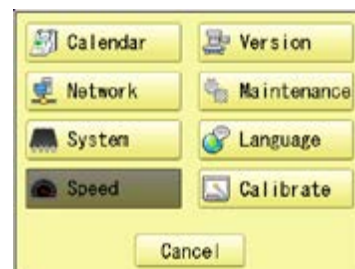 Calendar
Version
Network
Maintenance
System
Language
Speed
Calibrate
Cancel